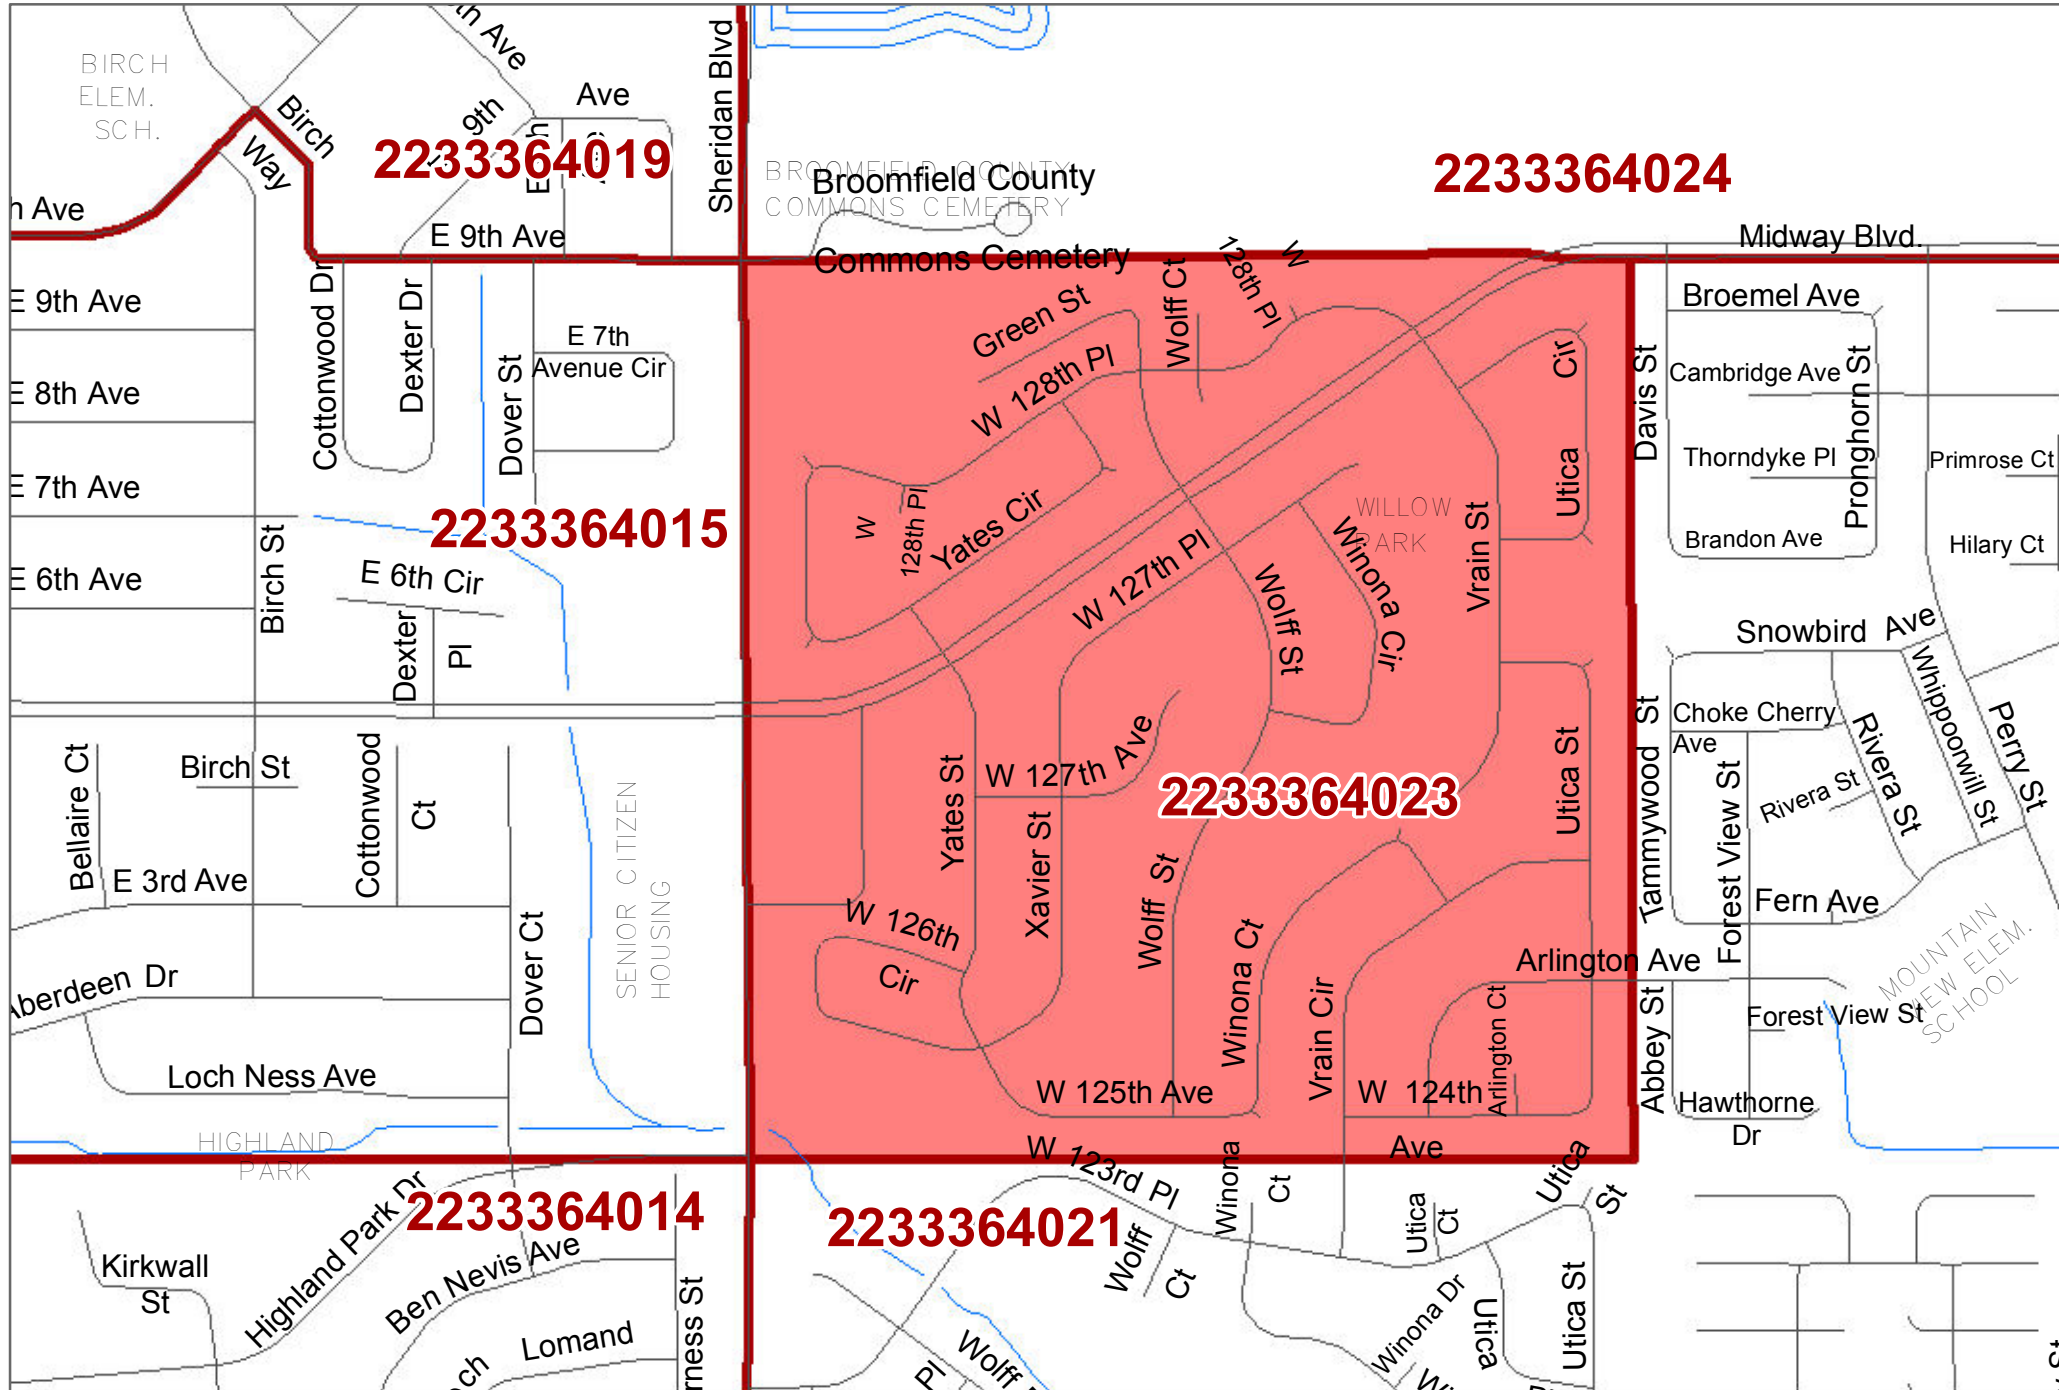 BIRCH
ELEM.
SCH.
Birch
Way
9th
Ave
2233364019
Sheridan Blvd
BROOMFIELD COUNTY
COMMONS CEMETERY
Broomfield County
Commons Cemetery
2233364024
Midway Blvd.
E 9th Ave
E 9th Ave
E 8th Ave
E 7th Ave
E 6th Ave
Cottonwood Dr
Dexter Dr
Dover St
E 7th
Avenue Cir
2233364015
Birch St
E 6th Cir
Dexter
Pl
Green St
W 128th Pl
Wolff Ct
W
128th Pl
W
128th Pl
Yates Cir
W 127th Pl
WILLOW
PARK
Winona Cir
Wolff St
Vrain St
Utica
Cir
Davis St
Broemel Ave
Cambridge Ave
Thorndyke Pl
Pronghorn St
Primrose Ct
Brandon Ave
Hilary Ct
Snowbird Ave
Whippoorwill St
Perry St
Choke Cherry
Ave
Tammywood St
Forest View St
Rivera St
Rivera St
Fern Ave
Bellaire Ct
Birch St
Cottonwood
Ct
E 3rd Ave
Aberdeen Dr
Dover Ct
SENIOR CITIZEN
HOUSING
Loch Ness Ave
HIGHLAND
PARK
Yates St
W 127th Ave
Xavier St
2233364023
Wolff St
Utica St
W 126th
Cir
Winona Ct
Vrain Cir
Arlington Ave
Arlington Ct
W 125th Ave
W 124th
Ave
Abbey St
Forest View St
MOUNTAIN
VIEW ELEM.
SCHOOL
Hawthorne
Dr
2233364014
Highland Park Dr
Kirkwall
St
Ben Nevis Ave
Lomand
2233364021
W 123rd Pl
Wolff
Ct
Winona
Ct
Utica
Ct
Utica
St
Winona Dr
Utica
Utica St
Wolff
Pl